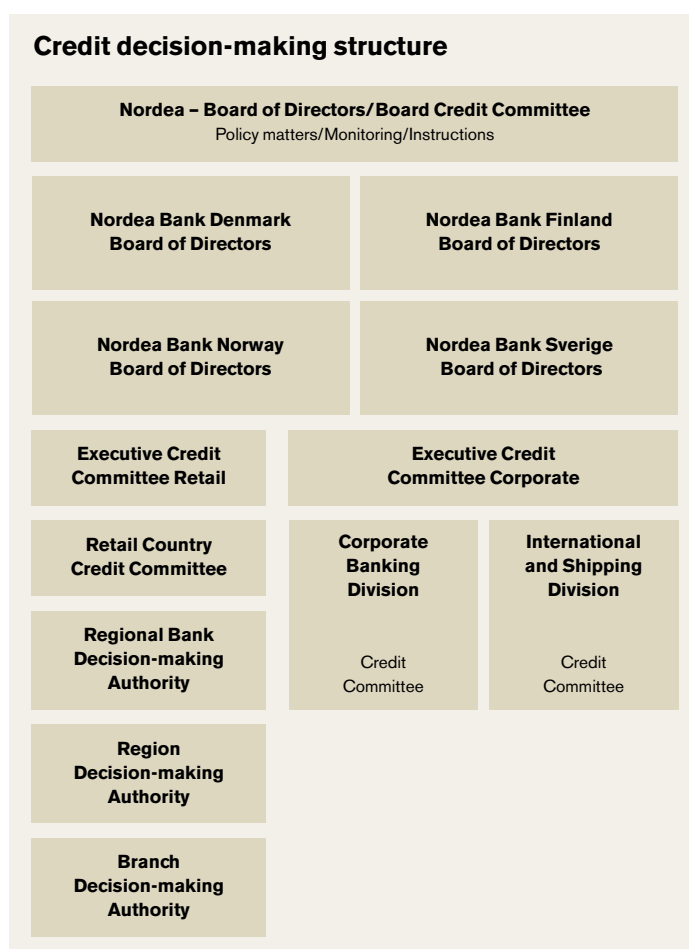 Credit decision-making structure
Nordea – Board of Directors/Board Credit Committee
Policy matters/Monitoring/Instructions
Nordea Bank Denmark
Board of Directors
Nordea Bank Finland
Board of Directors
Nordea Bank Norway
Board of Directors
Nordea Bank Sverige
Board of Directors
Executive Credit
Committee Retail
Executive Credit
Committee Corporate
Retail Country
Credit Committee
Corporate
Banking
Division
Credit
Committee
International
and Shipping
Division
Credit
Committee
Regional Bank
Decision-making
Authority
Region
Decision-making
Authority
Branch
Decision-making
Authority